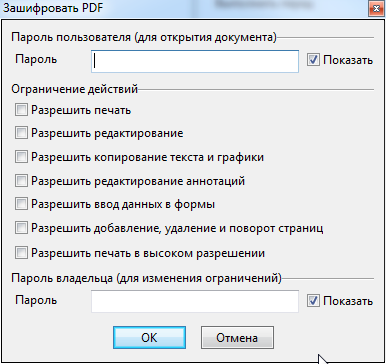 Зашифровать PDF
Пароль пользователя (для открытия документа)
Пароль Показать
Ограничение действий
Разрешить печать
Разрешить редактирование
Разрешить копирование текста и графики
Разрешить редактирование аннотаций
Разрешить ввод данных в формы
Разрешить добавление, удаление и поворот страниц
Разрешить печать в высоком разрешении
Пароль владельца (для изменения ограничений)
Пароль Показать
OK Отмена